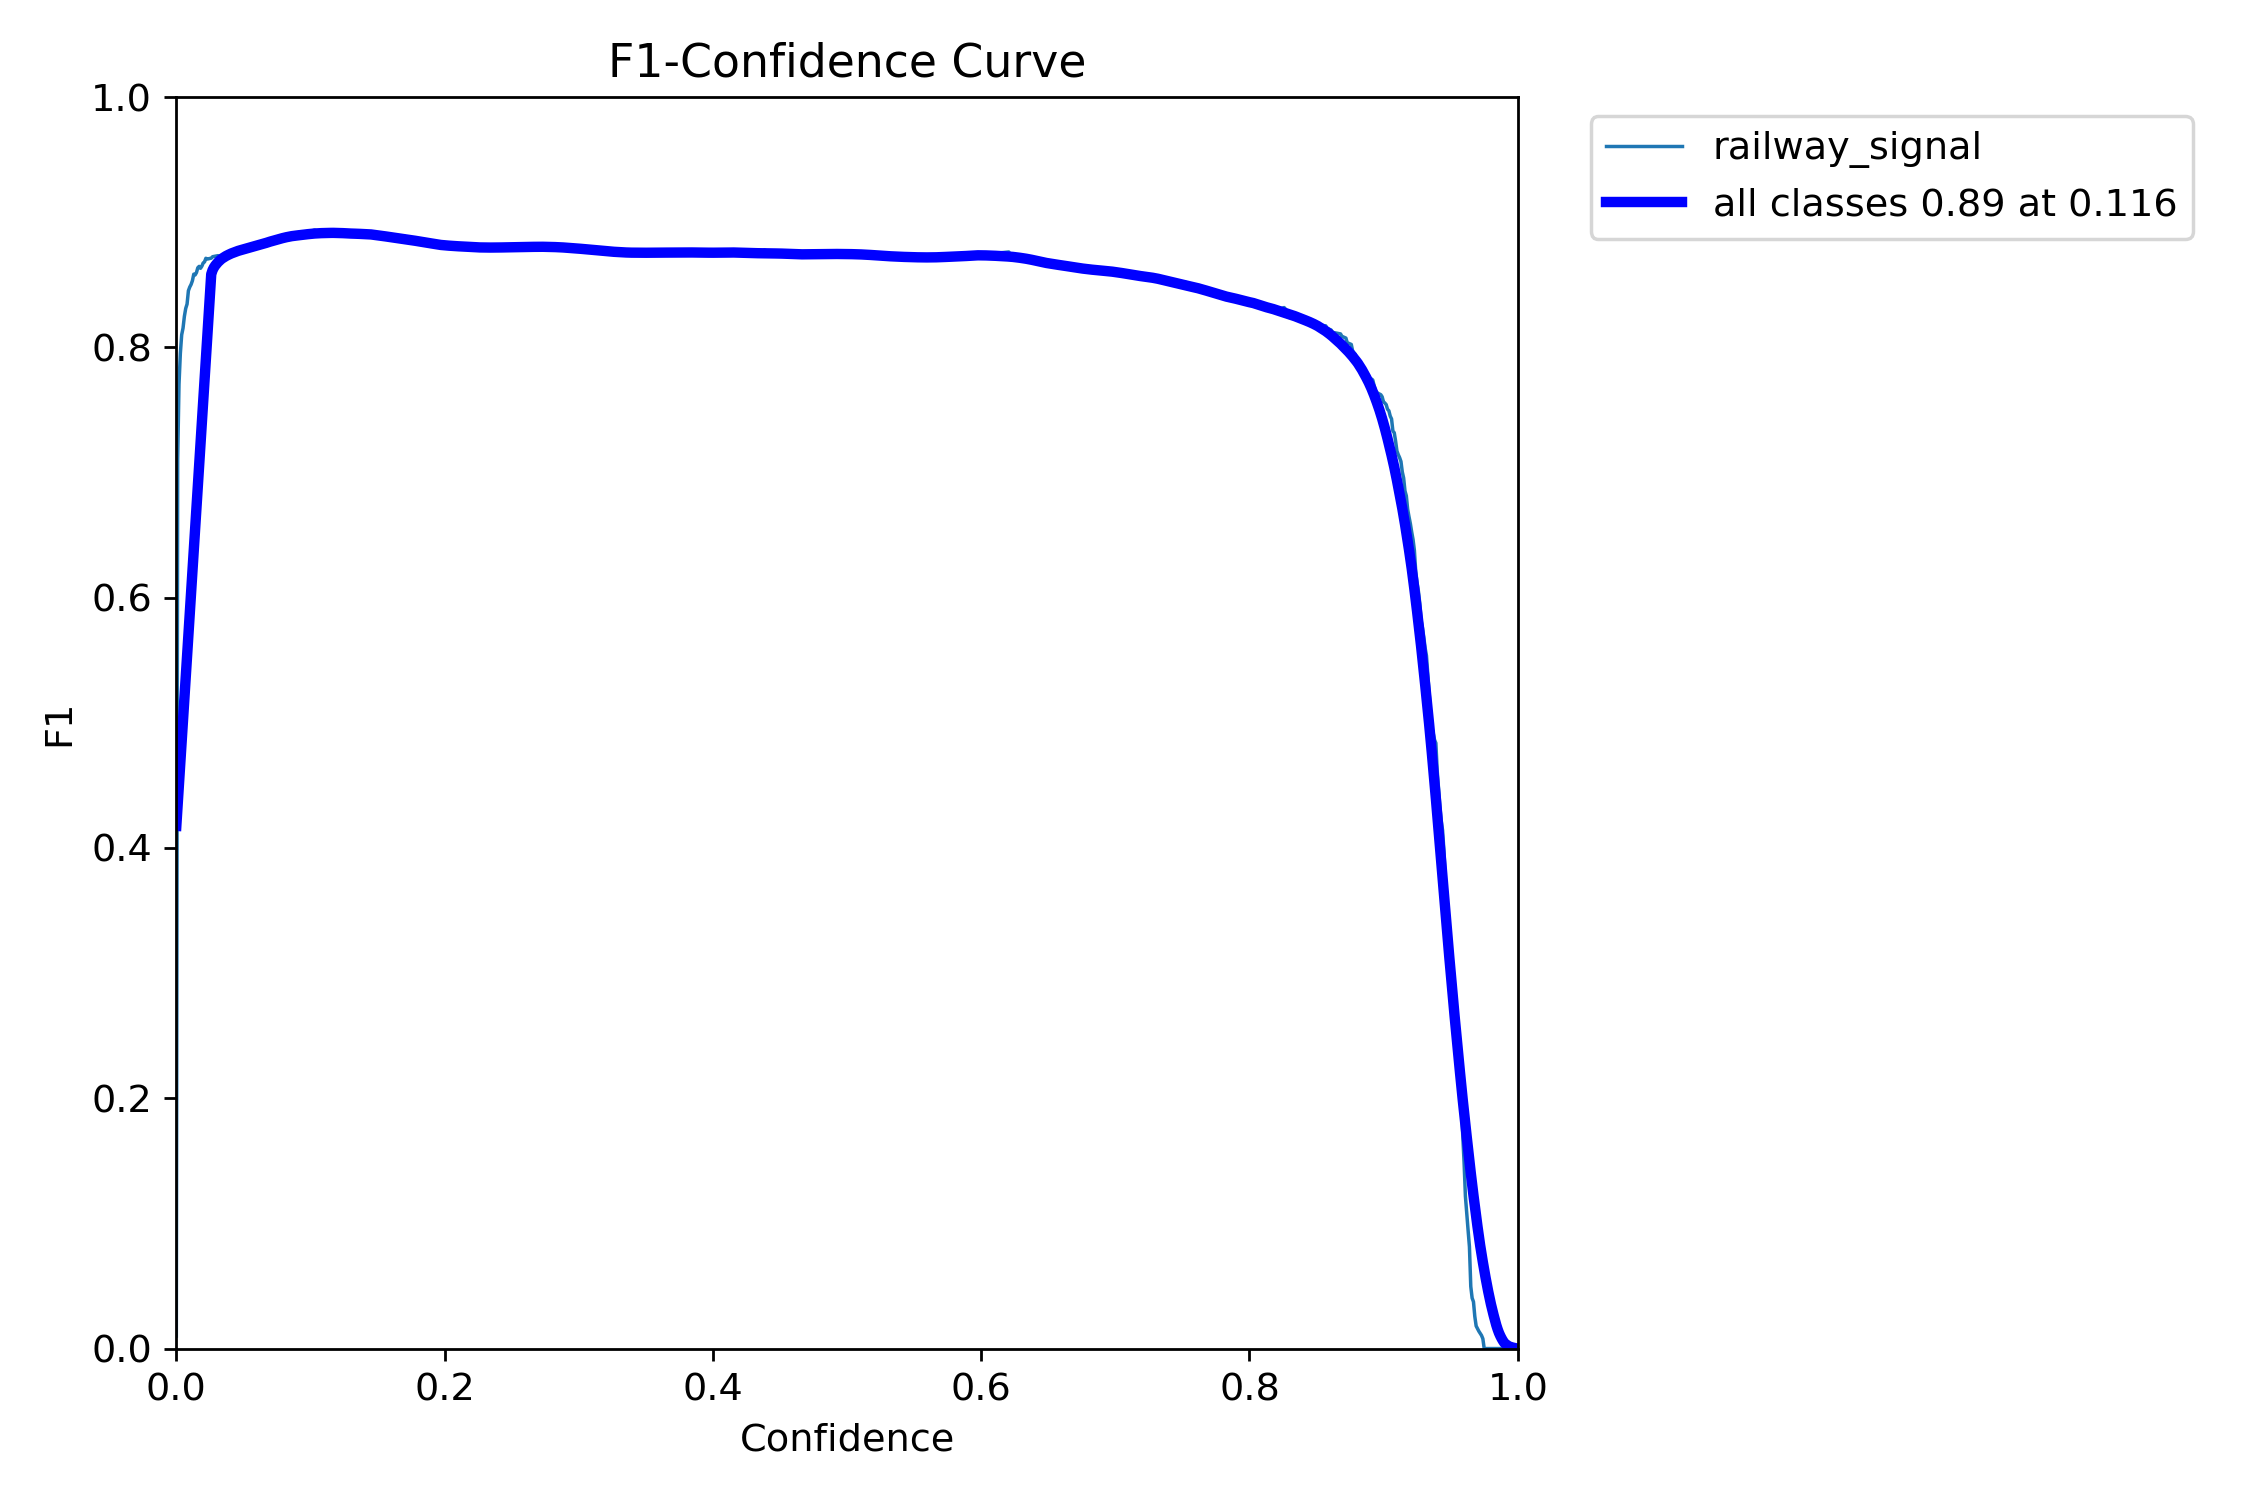 F1-Confidence Curve
1.0
0.8
0.6
0.4
0.2
0.0
F1
0.0 0.2 0.4 0.6 0.8 1.0
Confidence
railway_signal
all classes 0.89 at 0.116